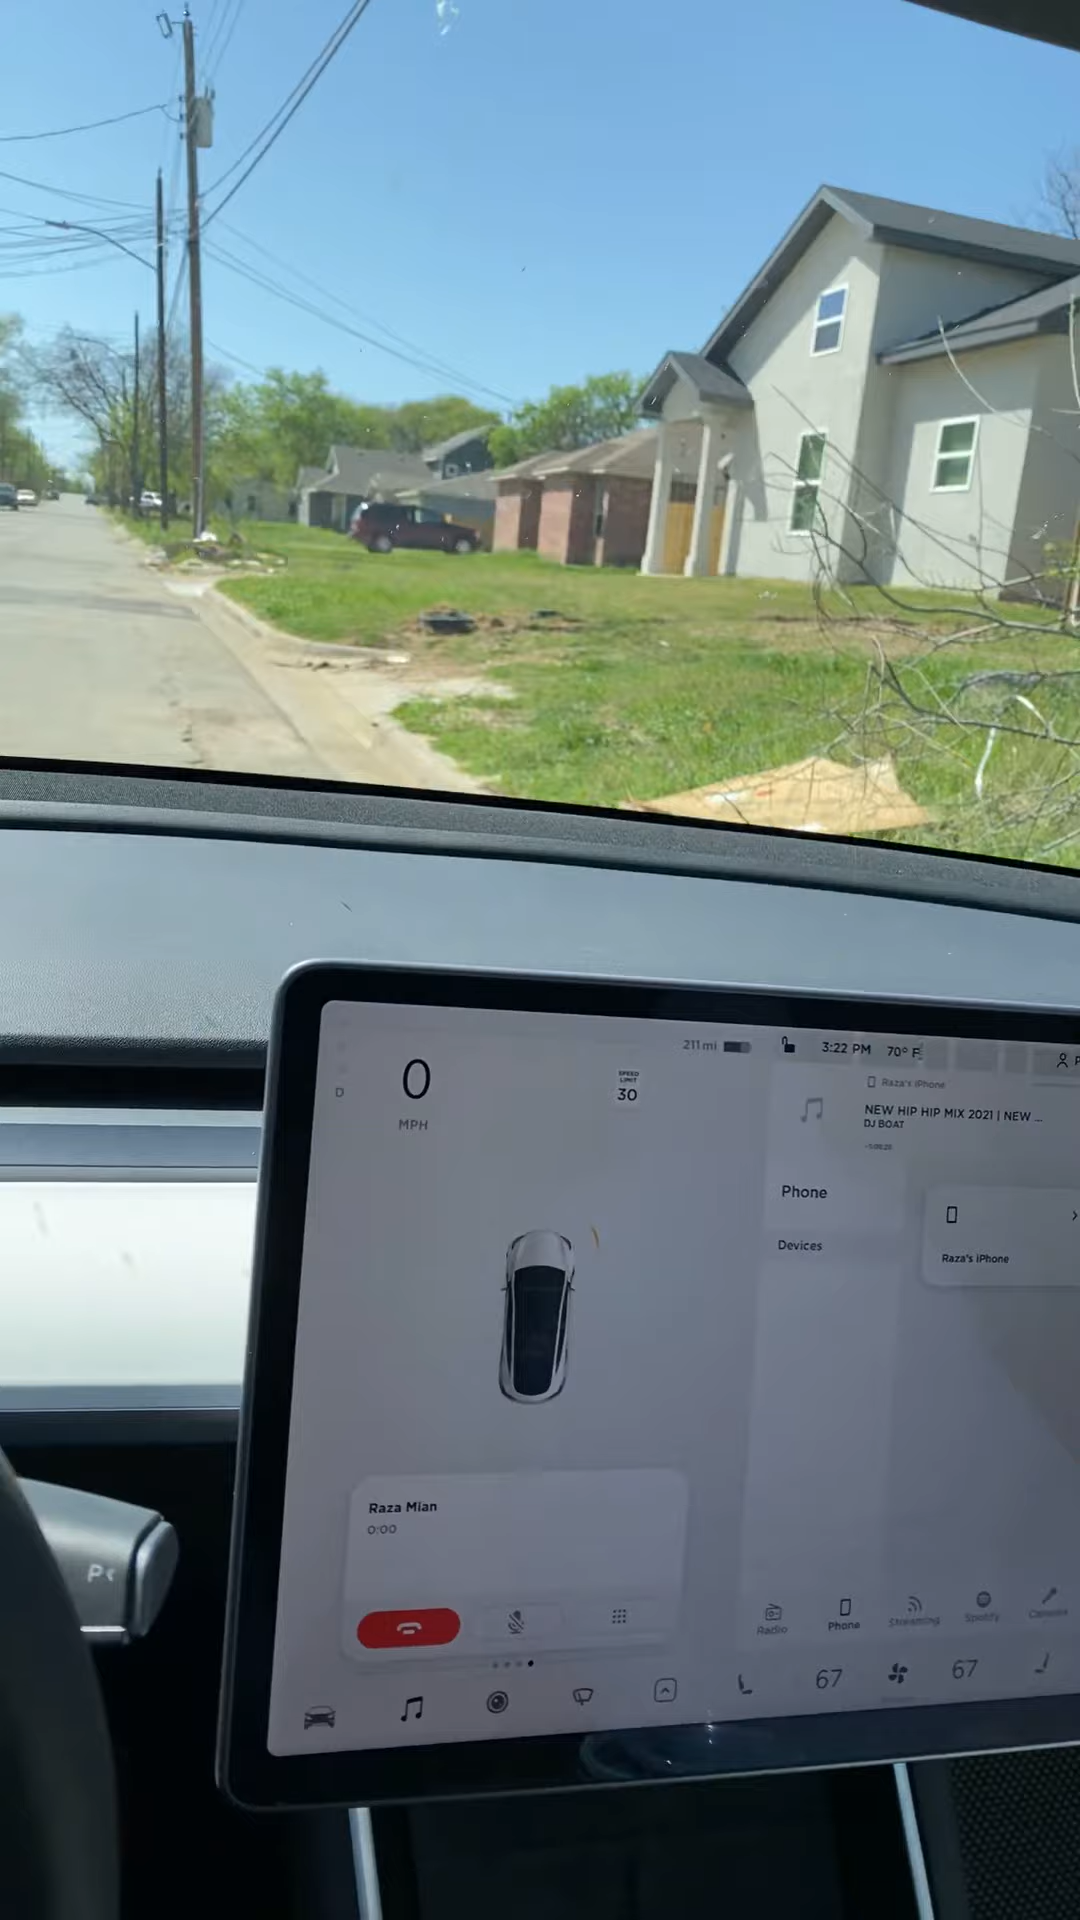 211 mi
3:22 PM 70° F
P
D
0
MPH
SPEED
LIMIT
30
Raza's iPhone
NEW HIP HIP MIX 2021 | NEW ...
DJ BOAT
Phone
Devices
Raza's iPhone
Raza Mian
0:00
Radio
Phone
Streaming
Spotify
67
67
P